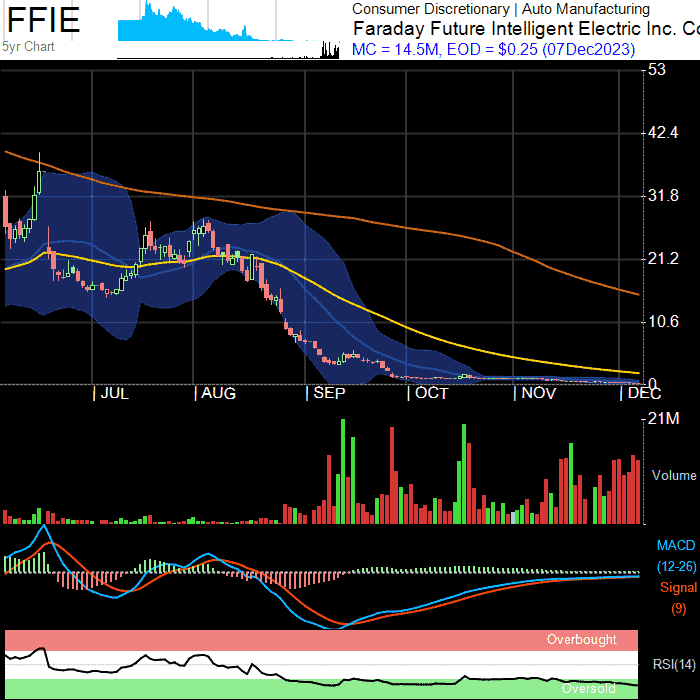 FFIE
5yr Chart
Consumer Discretionary | Auto Manufacturing
Faraday Future Intelligent Electric Inc. Co
MC = 14.5M, EOD = $0.25 (07Dec2023)
53
42.4
31.8
21.2
10.6
0
JUL AUG SEP OCT NOV DEC
21M
Volume
MACD
(12-26)
Signal
(9)
Overbought
RSI(14)
Oversold